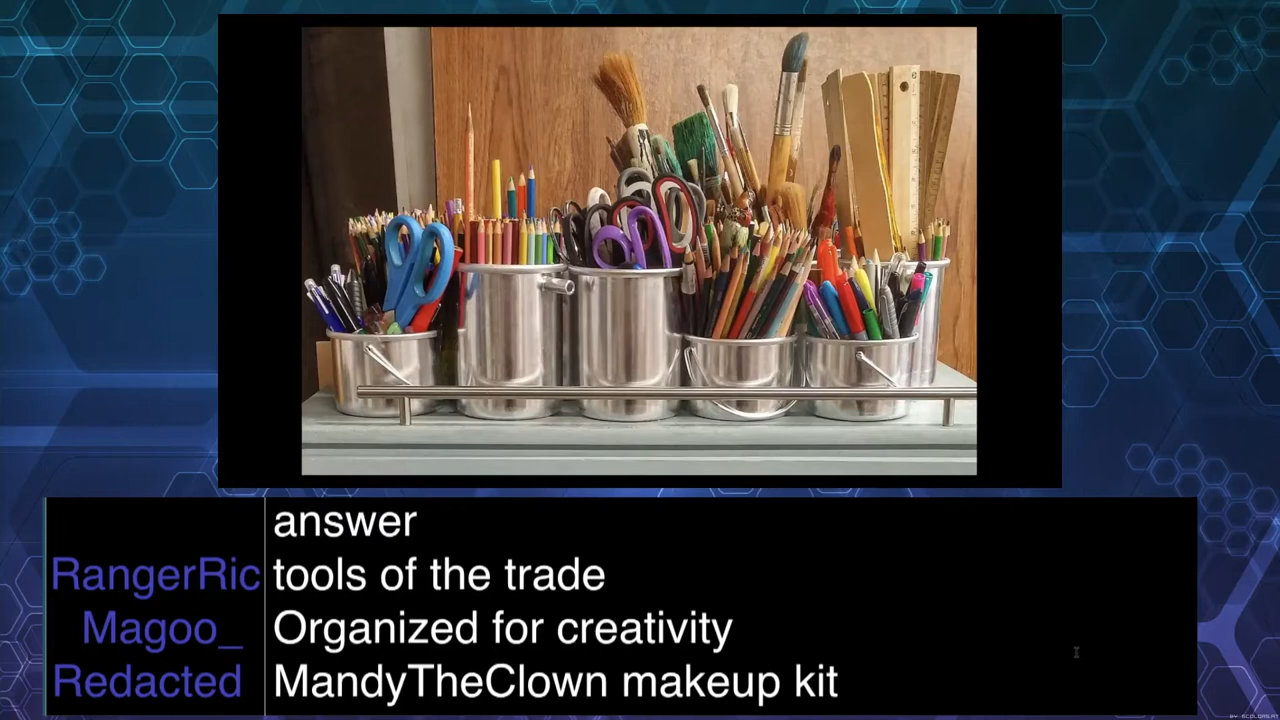 answer
RangerRic tools of the trade
Magoo_ Organized for creativity
Redacted MandyTheClown makeup kit